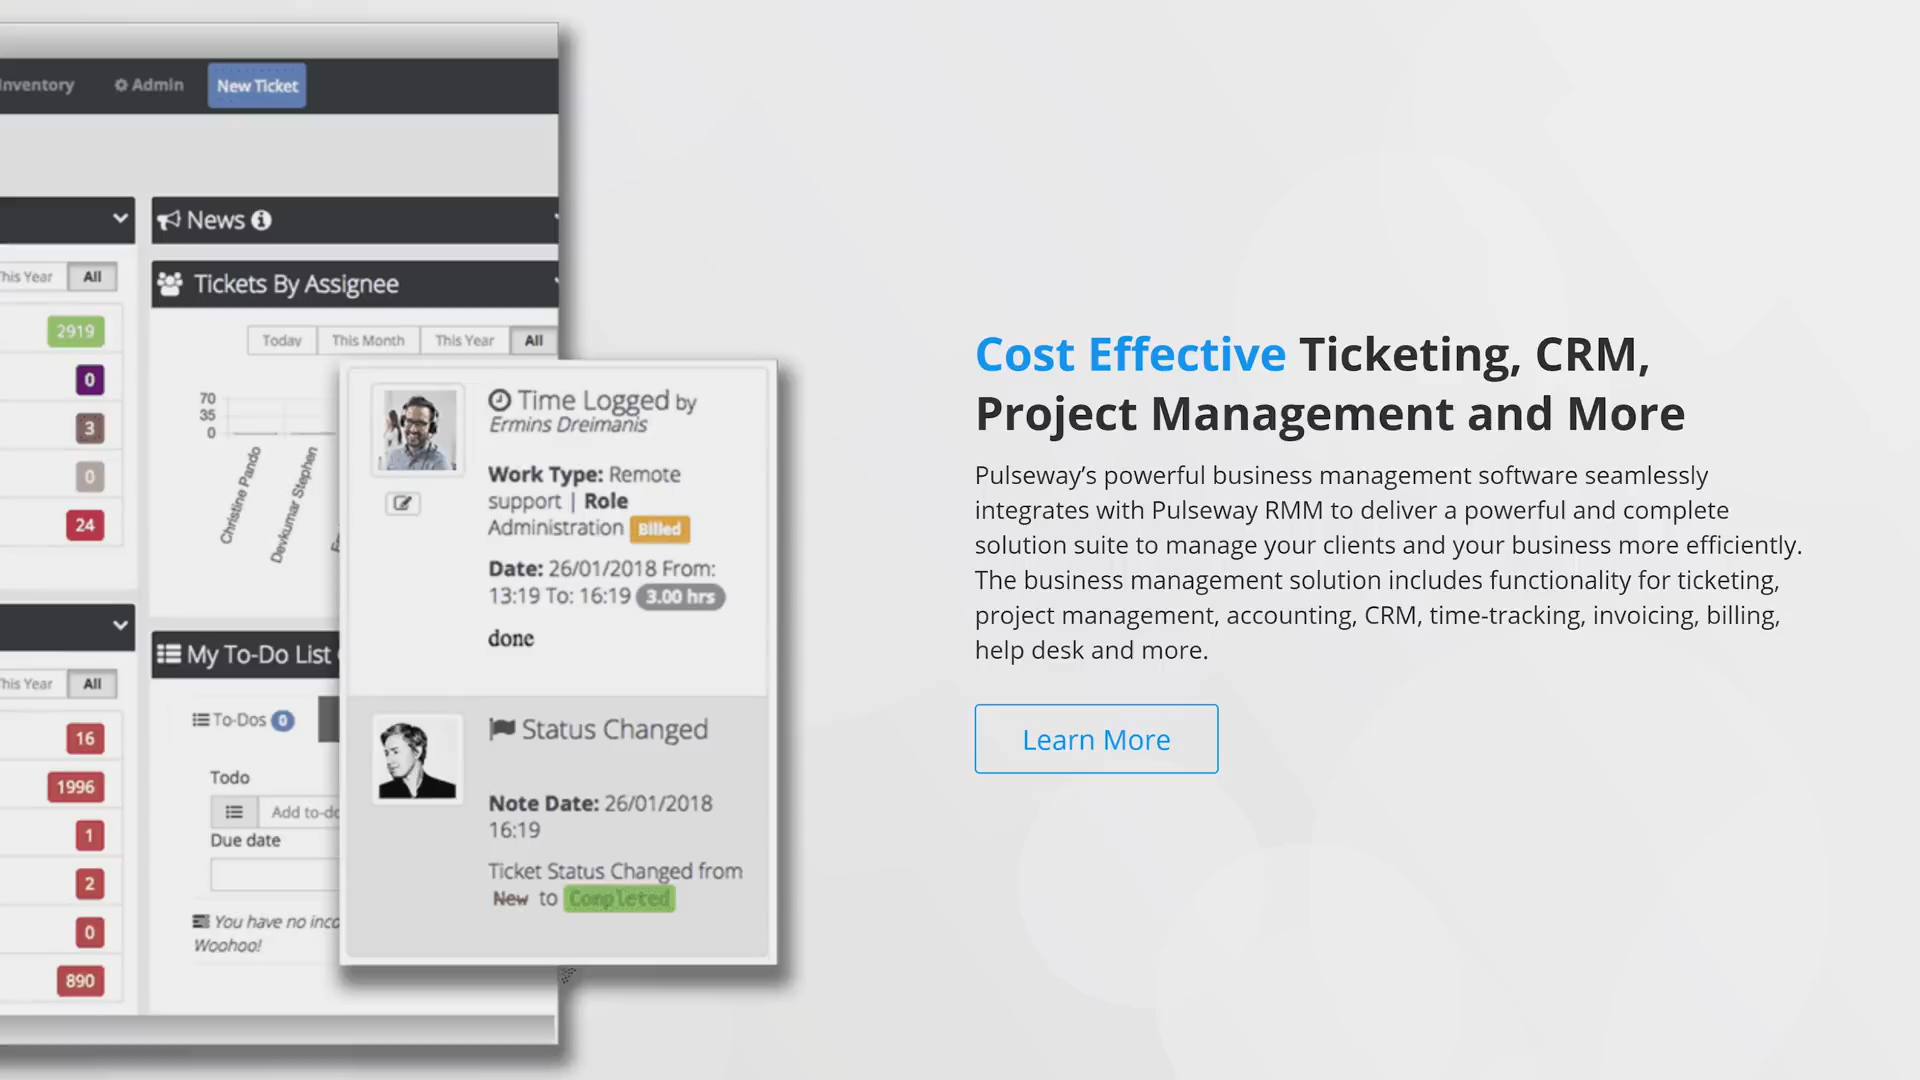 Inventory
Admin
New Ticket
News
Tickets By Assignee
This Year
All
2919
0
3
0
24
Today
This Month
This Year
All
70
35
0
Christine Pando
Devkumar Stephen
This Year
All
16
1996
1
2
0
890
My To-Do List
To-Dos 0
Todo
Add to-do
Due date
You have no inco
Woohoo!
Time Logged by
Ermins Dreimanis
Work Type: Remote
support | Role
Administration Billed
Date: 26/01/2018 From:
13:19 To: 16:19 3.00 hrs
done
Status Changed
Note Date: 26/01/2018
16:19
Ticket Status Changed from
New to Completed
Cost Effective Ticketing, CRM,
Project Management and More
Pulseway’s powerful business management software seamlessly
integrates with Pulseway RMM to deliver a powerful and complete
solution suite to manage your clients and your business more efficiently.
The business management solution includes functionality for ticketing,
project management, accounting, CRM, time-tracking, invoicing, billing,
help desk and more.
Learn More